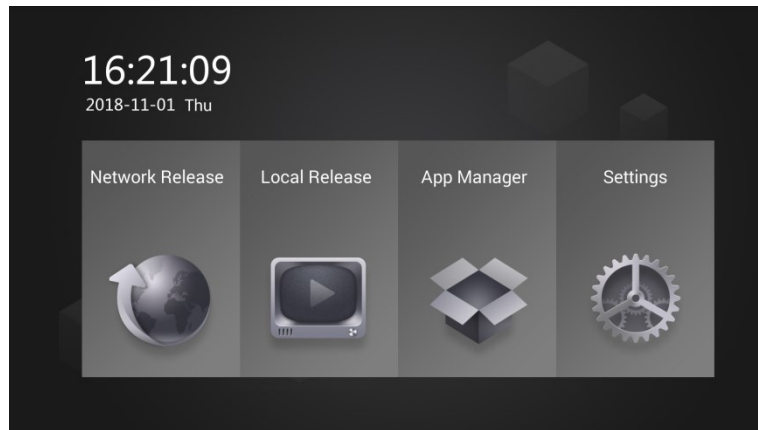 16:21:09
2018-11-01 Thu
Network Release Local Release App Manager Settings